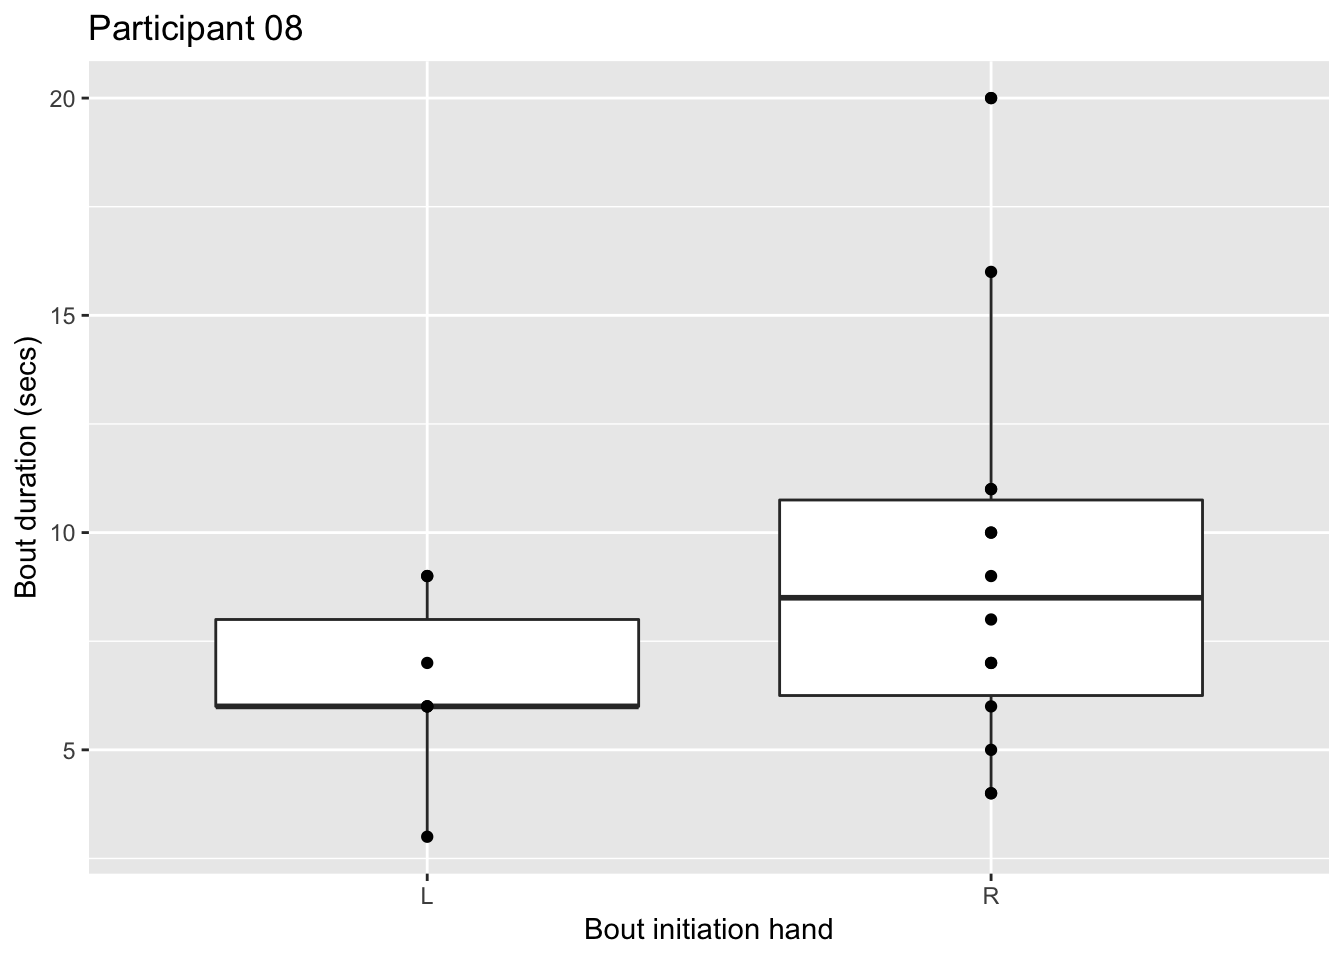 Participant 08
20
15
10
5
Bout duration (secs)
L
R
Bout initiation hand